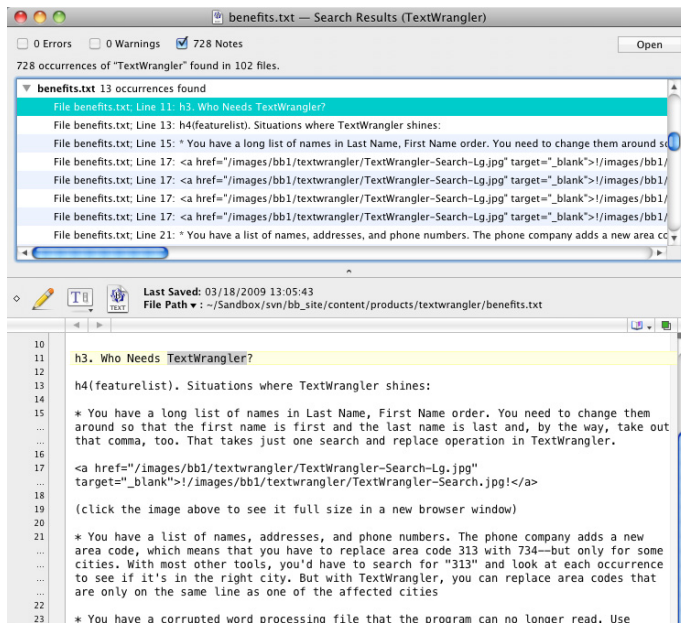 benefits.txt — Search Results (TextWrangler)
0 Errors 0 Warnings 728 Notes Open
728 occurrences of "TextWrangler" found in 102 files.
benefits.txt 13 occurrences found
File benefits.txt; Line 11: h3. Who Needs TextWrangler?
File benefits.txt; Line 13: h4(featurelist). Situations where TextWrangler shines:
File benefits.txt; Line 15: * You have a long list of names in Last Name, First Name order. You need to change them around so
File benefits.txt; Line 17: <a href="/images/bb1/textwrangler/TextWrangler-Search-Lg.jpg" target="_blank">!/images/bb1/
File benefits.txt; Line 17: <a href="/images/bb1/textwrangler/TextWrangler-Search-Lg.jpg" target="_blank">!/images/bb1/
File benefits.txt; Line 17: <a href="/images/bb1/textwrangler/TextWrangler-Search-Lg.jpg" target="_blank">!/images/bb1/
File benefits.txt; Line 17: <a href="/images/bb1/textwrangler/TextWrangler-Search-Lg.jpg" target="_blank">!/images/bb1/
File benefits.txt; Line 21: * You have a list of names, addresses, and phone numbers. The phone company adds a new area cc
Last Saved: 03/18/2009 13:05:43
File Path ▾ : ~/Sandbox/svn/bb_site/content/products/textwrangler/benefits.txt
TEXT
10
11 h3. Who Needs TextWrangler?
12
13 h4(featurelist). Situations where TextWrangler shines:
14
15 * You have a long list of names in Last Name, First Name order. You need to change them
... around so that the first name is first and the last name is last and, by the way, take out
... that comma, too. That takes just one search and replace operation in TextWrangler.
16
17 <a href="/images/bb1/textwrangler/TextWrangler-Search-Lg.jpg"
... target="_blank">!/images/bb1/textwrangler/TextWrangler-Search.jpg!</a>
18
19 (click the image above to see it full size in a new browser window)
20
21 * You have a list of names, addresses, and phone numbers. The phone company adds a new
... area code, which means that you have to replace area code 313 with 734--but only for some
... cities. With most other tools, you'd have to search for "313" and look at each occurrence
... to see if it's in the right city. But with TextWrangler, you can replace area codes that
... are only on the same line as one of the affected cities
22
23 * You have a corrupted word processing file that the program can no longer read. Use